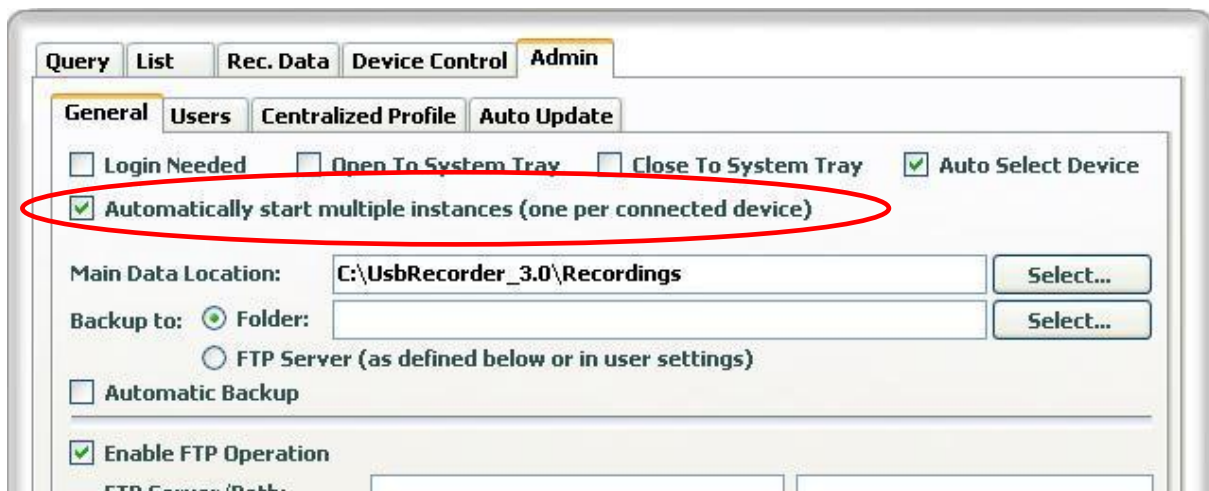 Query List Rec. Data Device Control Admin
General Users Centralized Profile Auto Update
Login Needed Open To System Tray Close To System Tray Auto Select Device
Automatically start multiple instances (one per connected device)
Main Data Location: C:\UsbRecorder_3.0\Recordings Select...
Backup to: Folder: Select...
FTP Server (as defined below or in user settings)
Automatic Backup
Enable FTP Operation
FTP Server/Path: